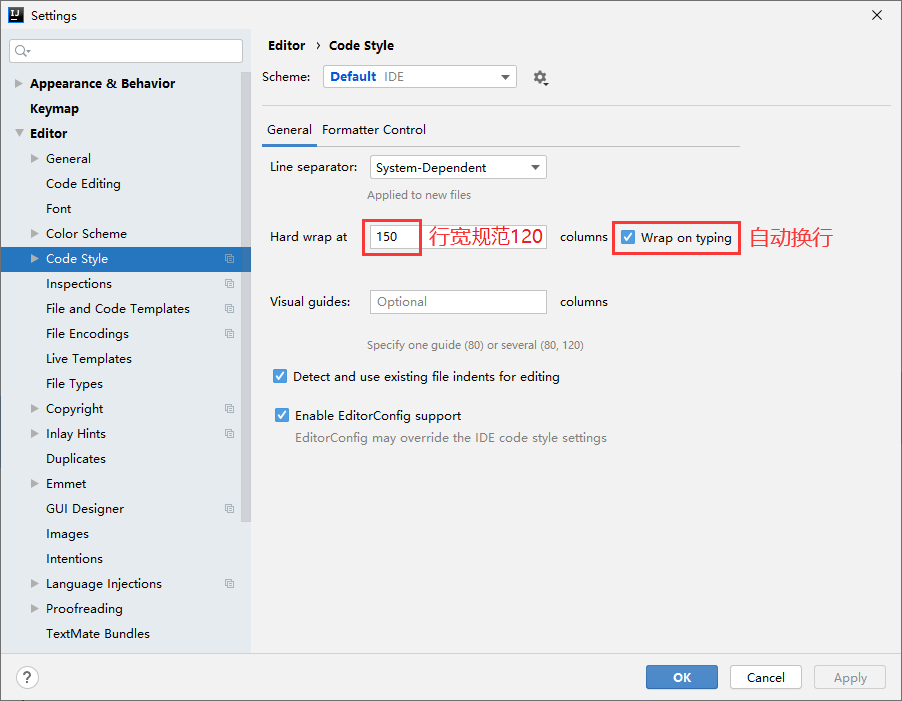 Settings
Appearance & Behavior
Keymap
Editor
General
Code Editing
Font
Color Scheme
Code Style
Inspections
File and Code Templates
File Encodings
Live Templates
File Types
Copyright
Inlay Hints
Duplicates
Emmet
GUI Designer
Images
Intentions
Language Injections
Proofreading
TextMate Bundles
Editor › Code Style
Scheme: Default IDE
General Formatter Control
Line separator: System-Dependent
Applied to new files
Hard wrap at 150 行宽规范120 columns Wrap on typing 自动换行
Visual guides: Optional columns
Specify one guide (80) or several (80, 120)
Detect and use existing file indents for editing
Enable EditorConfig support
EditorConfig may override the IDE code style settings
? OK Cancel Apply